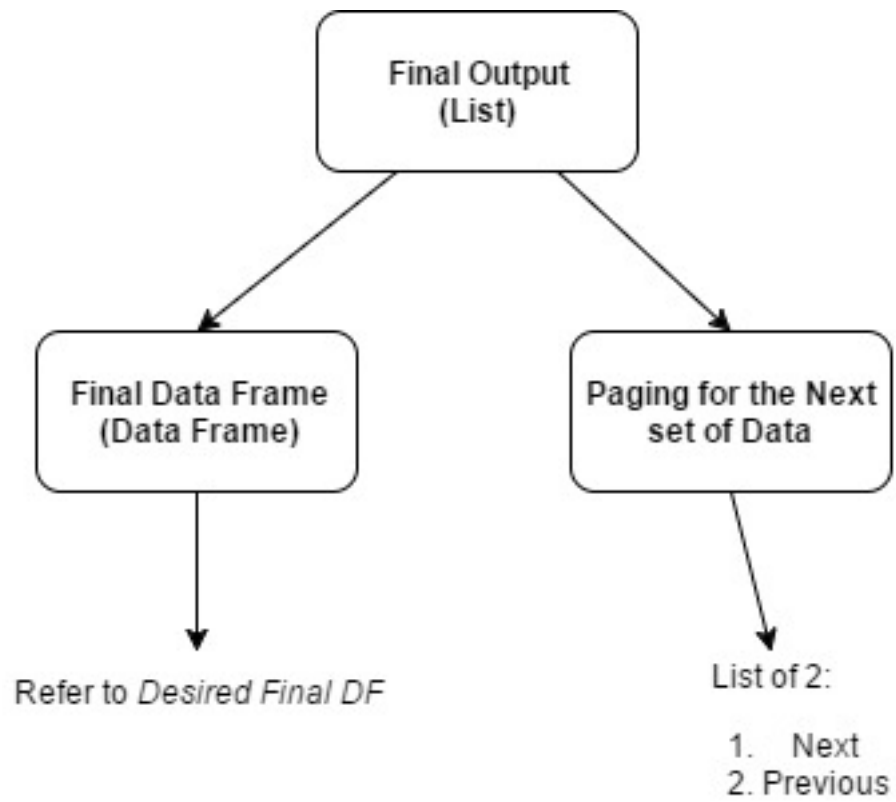 Final Output
(List)
Final Data Frame
(Data Frame)
Paging for the Next
set of Data
Refer to Desired Final DF
List of 2:
1. Next
2. Previous